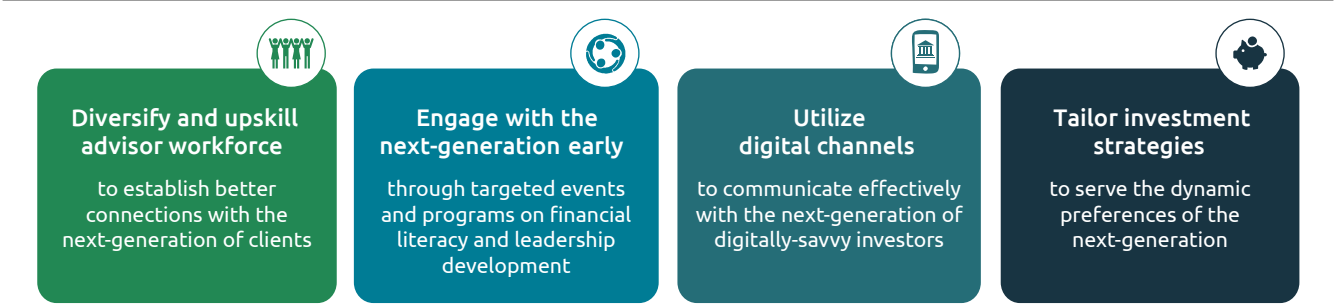 Diversify and upskill
advisor workforce
to establish better
connections with the
next-generation of clients
Engage with the
next-generation early
through targeted events
and programs on financial
literacy and leadership
development
Utilize
digital channels
to communicate effectively
with the next-generation of
digitally-savvy investors
Tailor investment
strategies
to serve the dynamic
preferences of the
next-generation